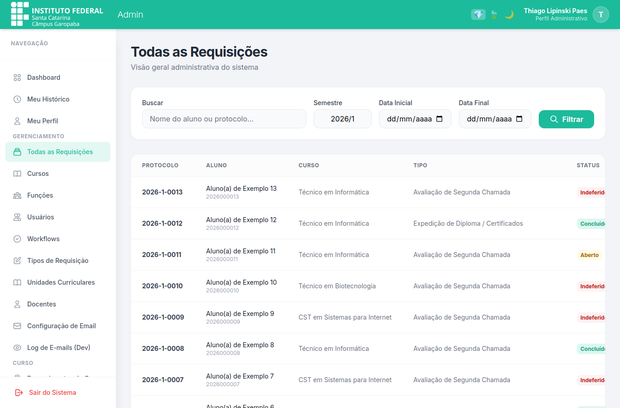 INSTITUTO FEDERAL
Santa Catarina
Câmpus Garopaba
Admin
Thiago Lipinski Paes
Perfil Administrativo
T
NAVEGAÇÃO
Dashboard
Meu Histórico
Meu Perfil
GERENCIAMENTO
Todas as Requisições
Cursos
Funções
Usuários
Workflows
Tipos de Requisição
Unidades Curriculares
Docentes
Configuração de Email
Log de E-mails (Dev)
CURSO
Sair do Sistema
Todas as Requisições
Visão geral administrativa do sistema
Buscar
Semestre
Data Inicial
Data Final
Nome do aluno ou protocolo...
2026/1
dd/mm/aaaa
dd/mm/aaaa
Filtrar
PROTOCOLO ALUNO CURSO TIPO STATUS
2026-1-0013 Aluno(a) de Exemplo 13 Técnico em Informática Avaliação de Segunda Chamada Indeferid
2026000013
2026-1-0012 Aluno(a) de Exemplo 12 Técnico em Informática Expedição de Diploma / Certificados Concluíd
2026000012
2026-1-0011 Aluno(a) de Exemplo 11 Técnico em Informática Avaliação de Segunda Chamada Aberto
2026000011
2026-1-0010 Aluno(a) de Exemplo 10 Técnico em Biotecnologia Avaliação de Segunda Chamada Indeferid
2026000010
2026-1-0009 Aluno(a) de Exemplo 9 CST em Sistemas para Internet Avaliação de Segunda Chamada Indeferid
2026000009
2026-1-0008 Aluno(a) de Exemplo 8 Técnico em Informática Avaliação de Segunda Chamada Concluíd
2026000008
2026-1-0007 Aluno(a) de Exemplo 7 CST em Sistemas para Internet Avaliação de Segunda Chamada Indeferid
2026000007
Aluno(a) de Exemplo 6